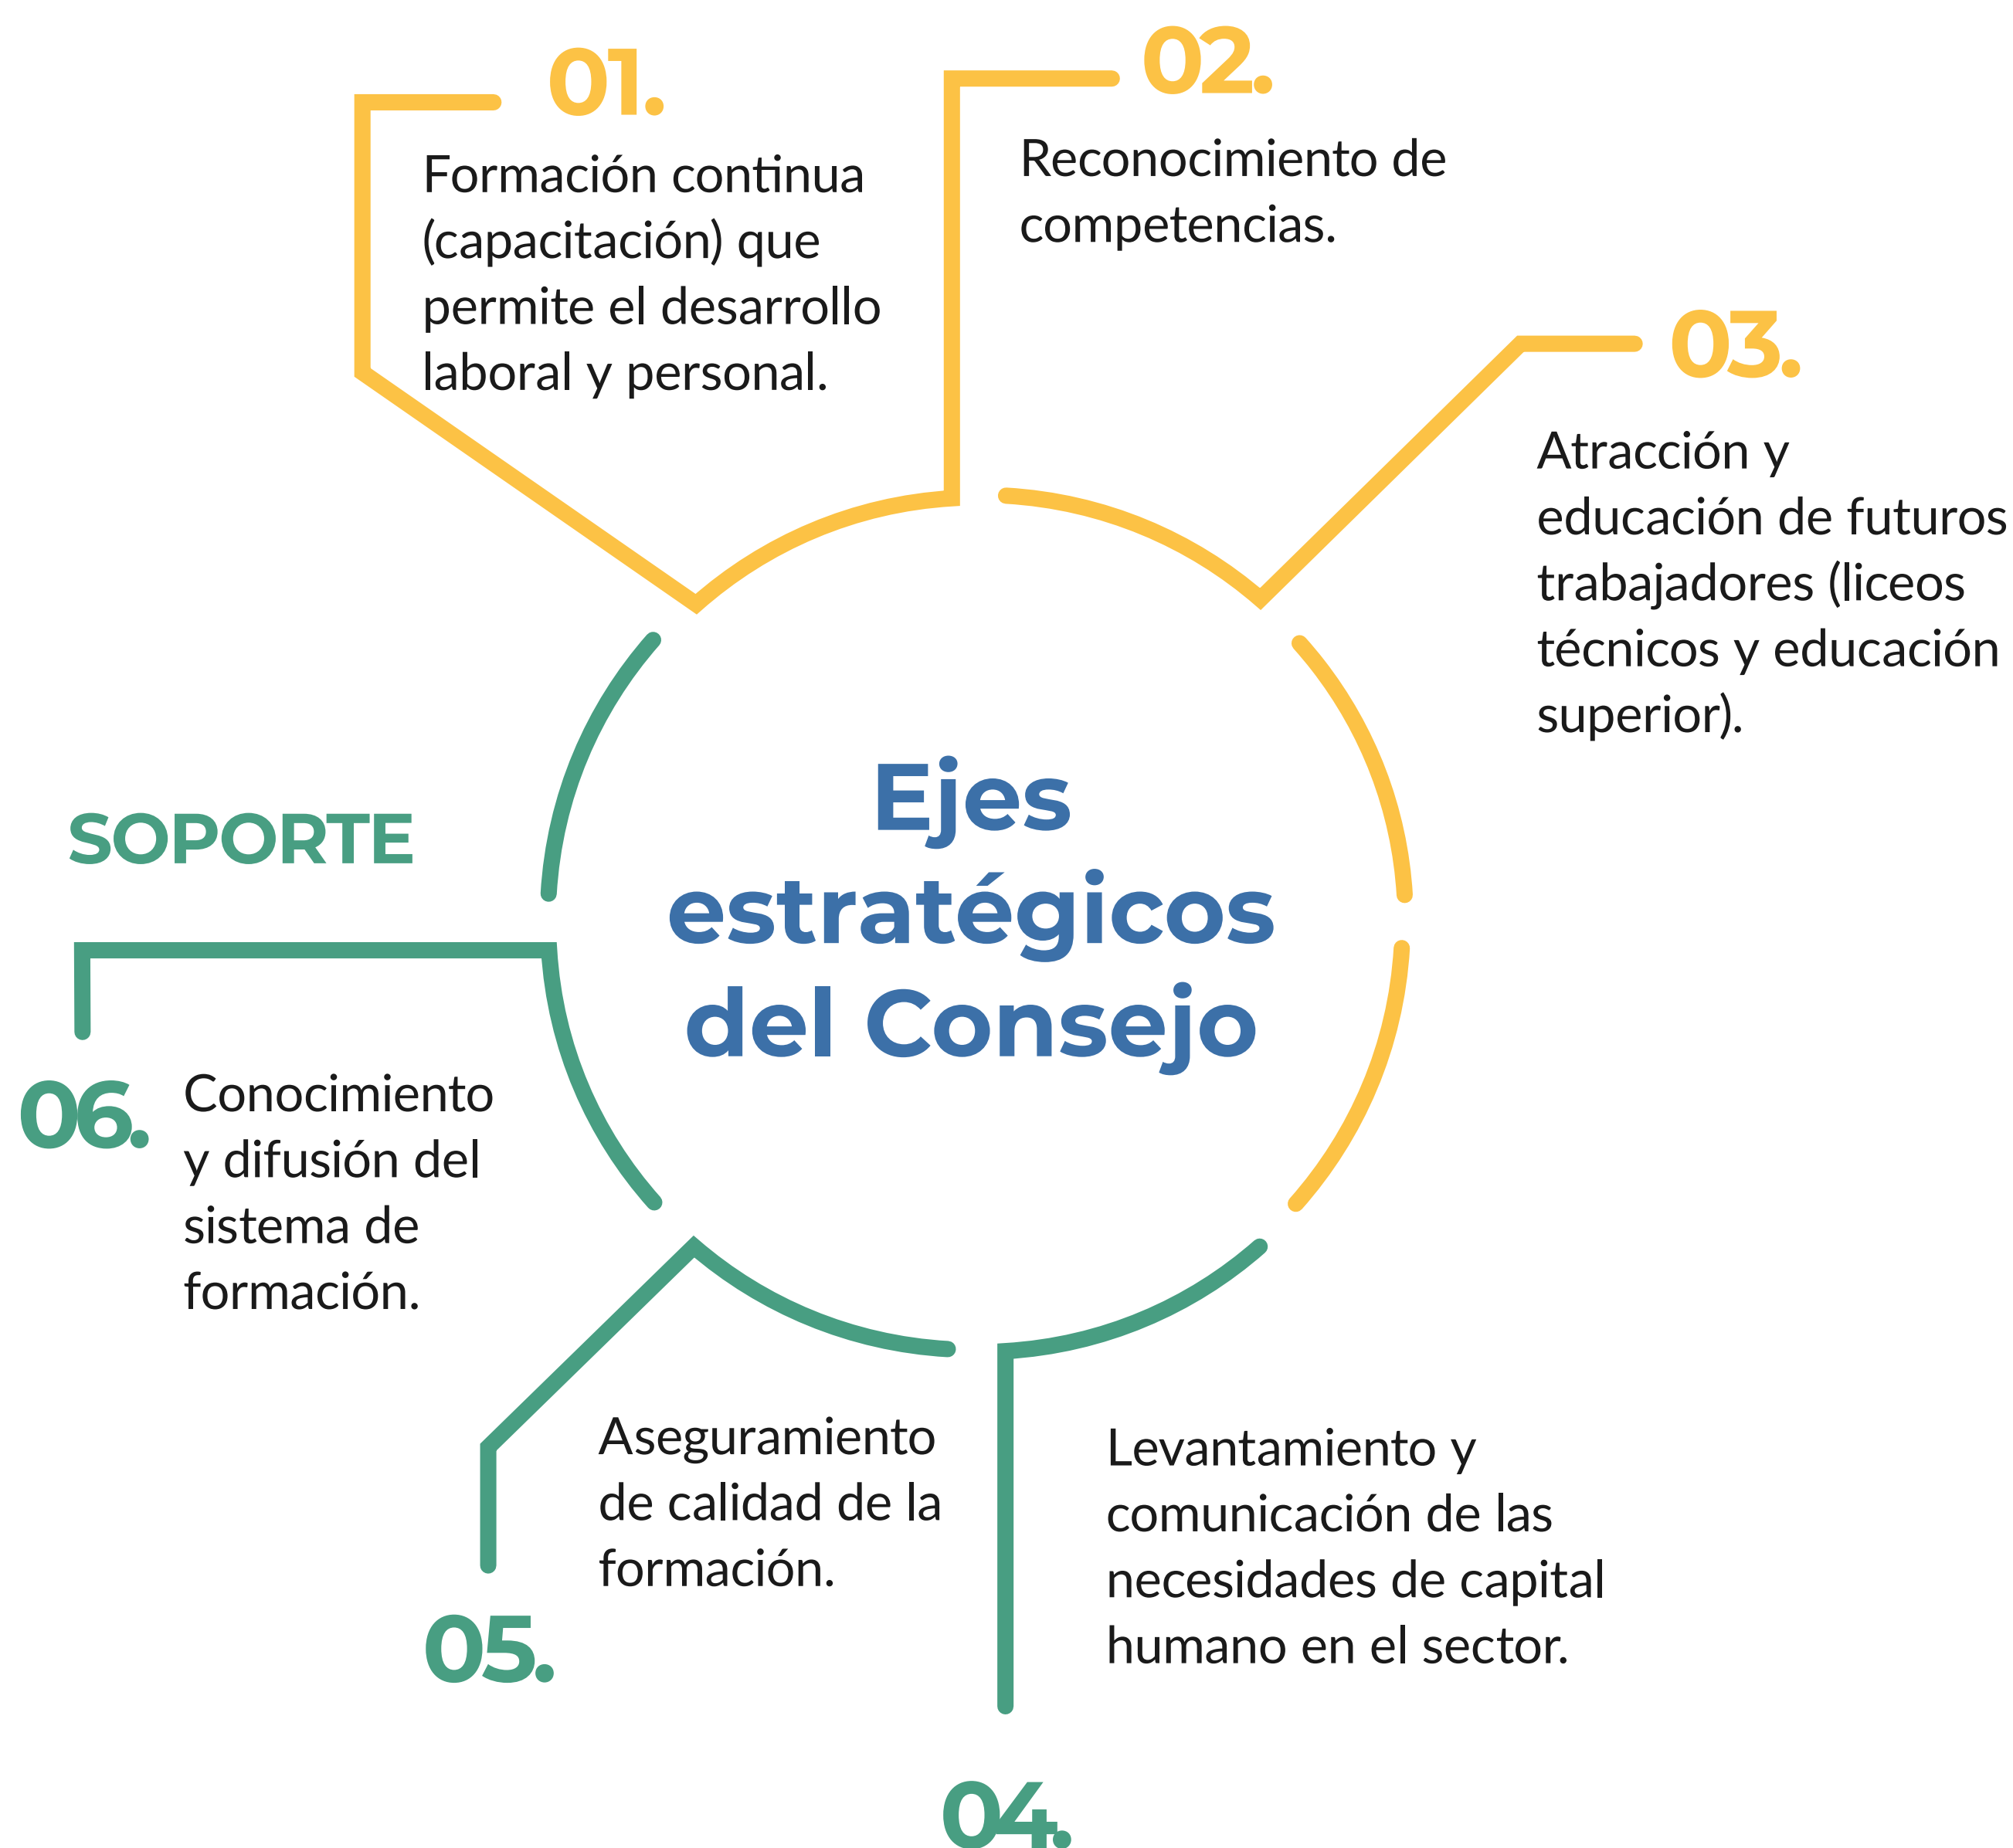 01.
Formación continua
(capacitación) que
permite el desarrollo
laboral y personal.
02.
Reconocimiento de
competencias.
03.
Atracción y
educación de futuros
trabajadores (liceos
técnicos y educación
superior).
Ejes
estratégicos
del Consejo
SOPORTE
06.
Conocimiento
y difusión del
sistema de
formación.
Aseguramiento
de calidad de la
formación.
05.
Levantamiento y
comunicación de las
necesidades de capital
humano en el sector.
04.